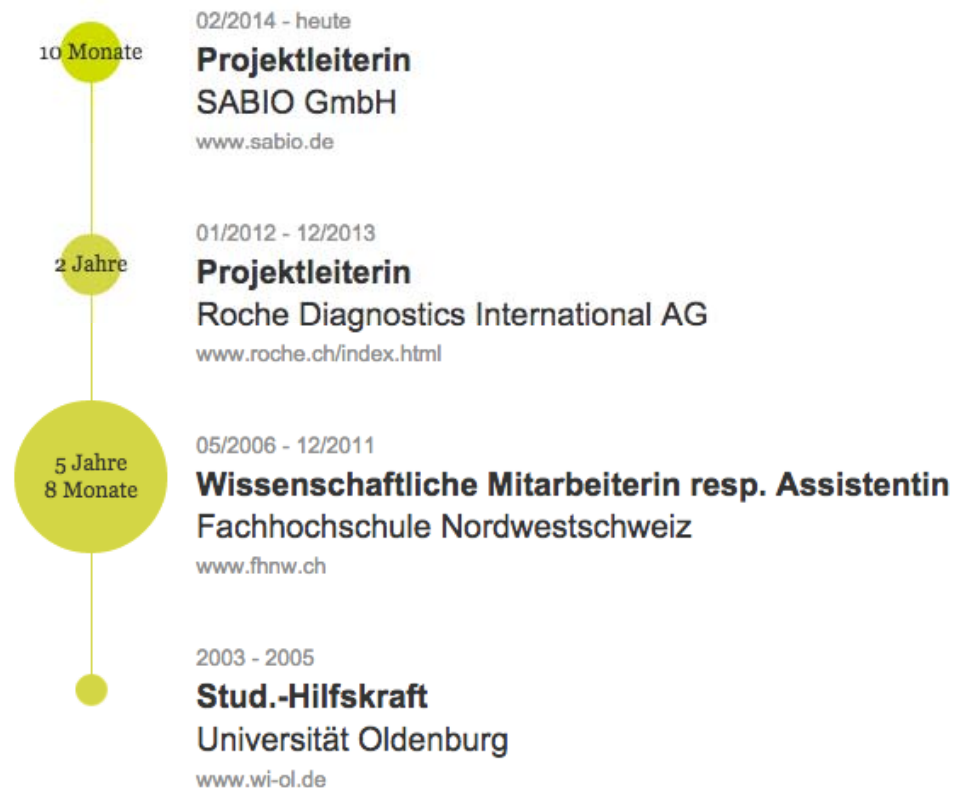 10 Monate
02/2014 - heute
Projektleiterin
SABIO GmbH
www.sabio.de
2 Jahre
01/2012 - 12/2013
Projektleiterin
Roche Diagnostics International AG
www.roche.ch/index.html
5 Jahre
8 Monate
05/2006 - 12/2011
Wissenschaftliche Mitarbeiterin resp. Assistentin
Fachhochschule Nordwestschweiz
www.fhnw.ch
2003 - 2005
Stud.-Hilfskraft
Universität Oldenburg
www.wi-ol.de